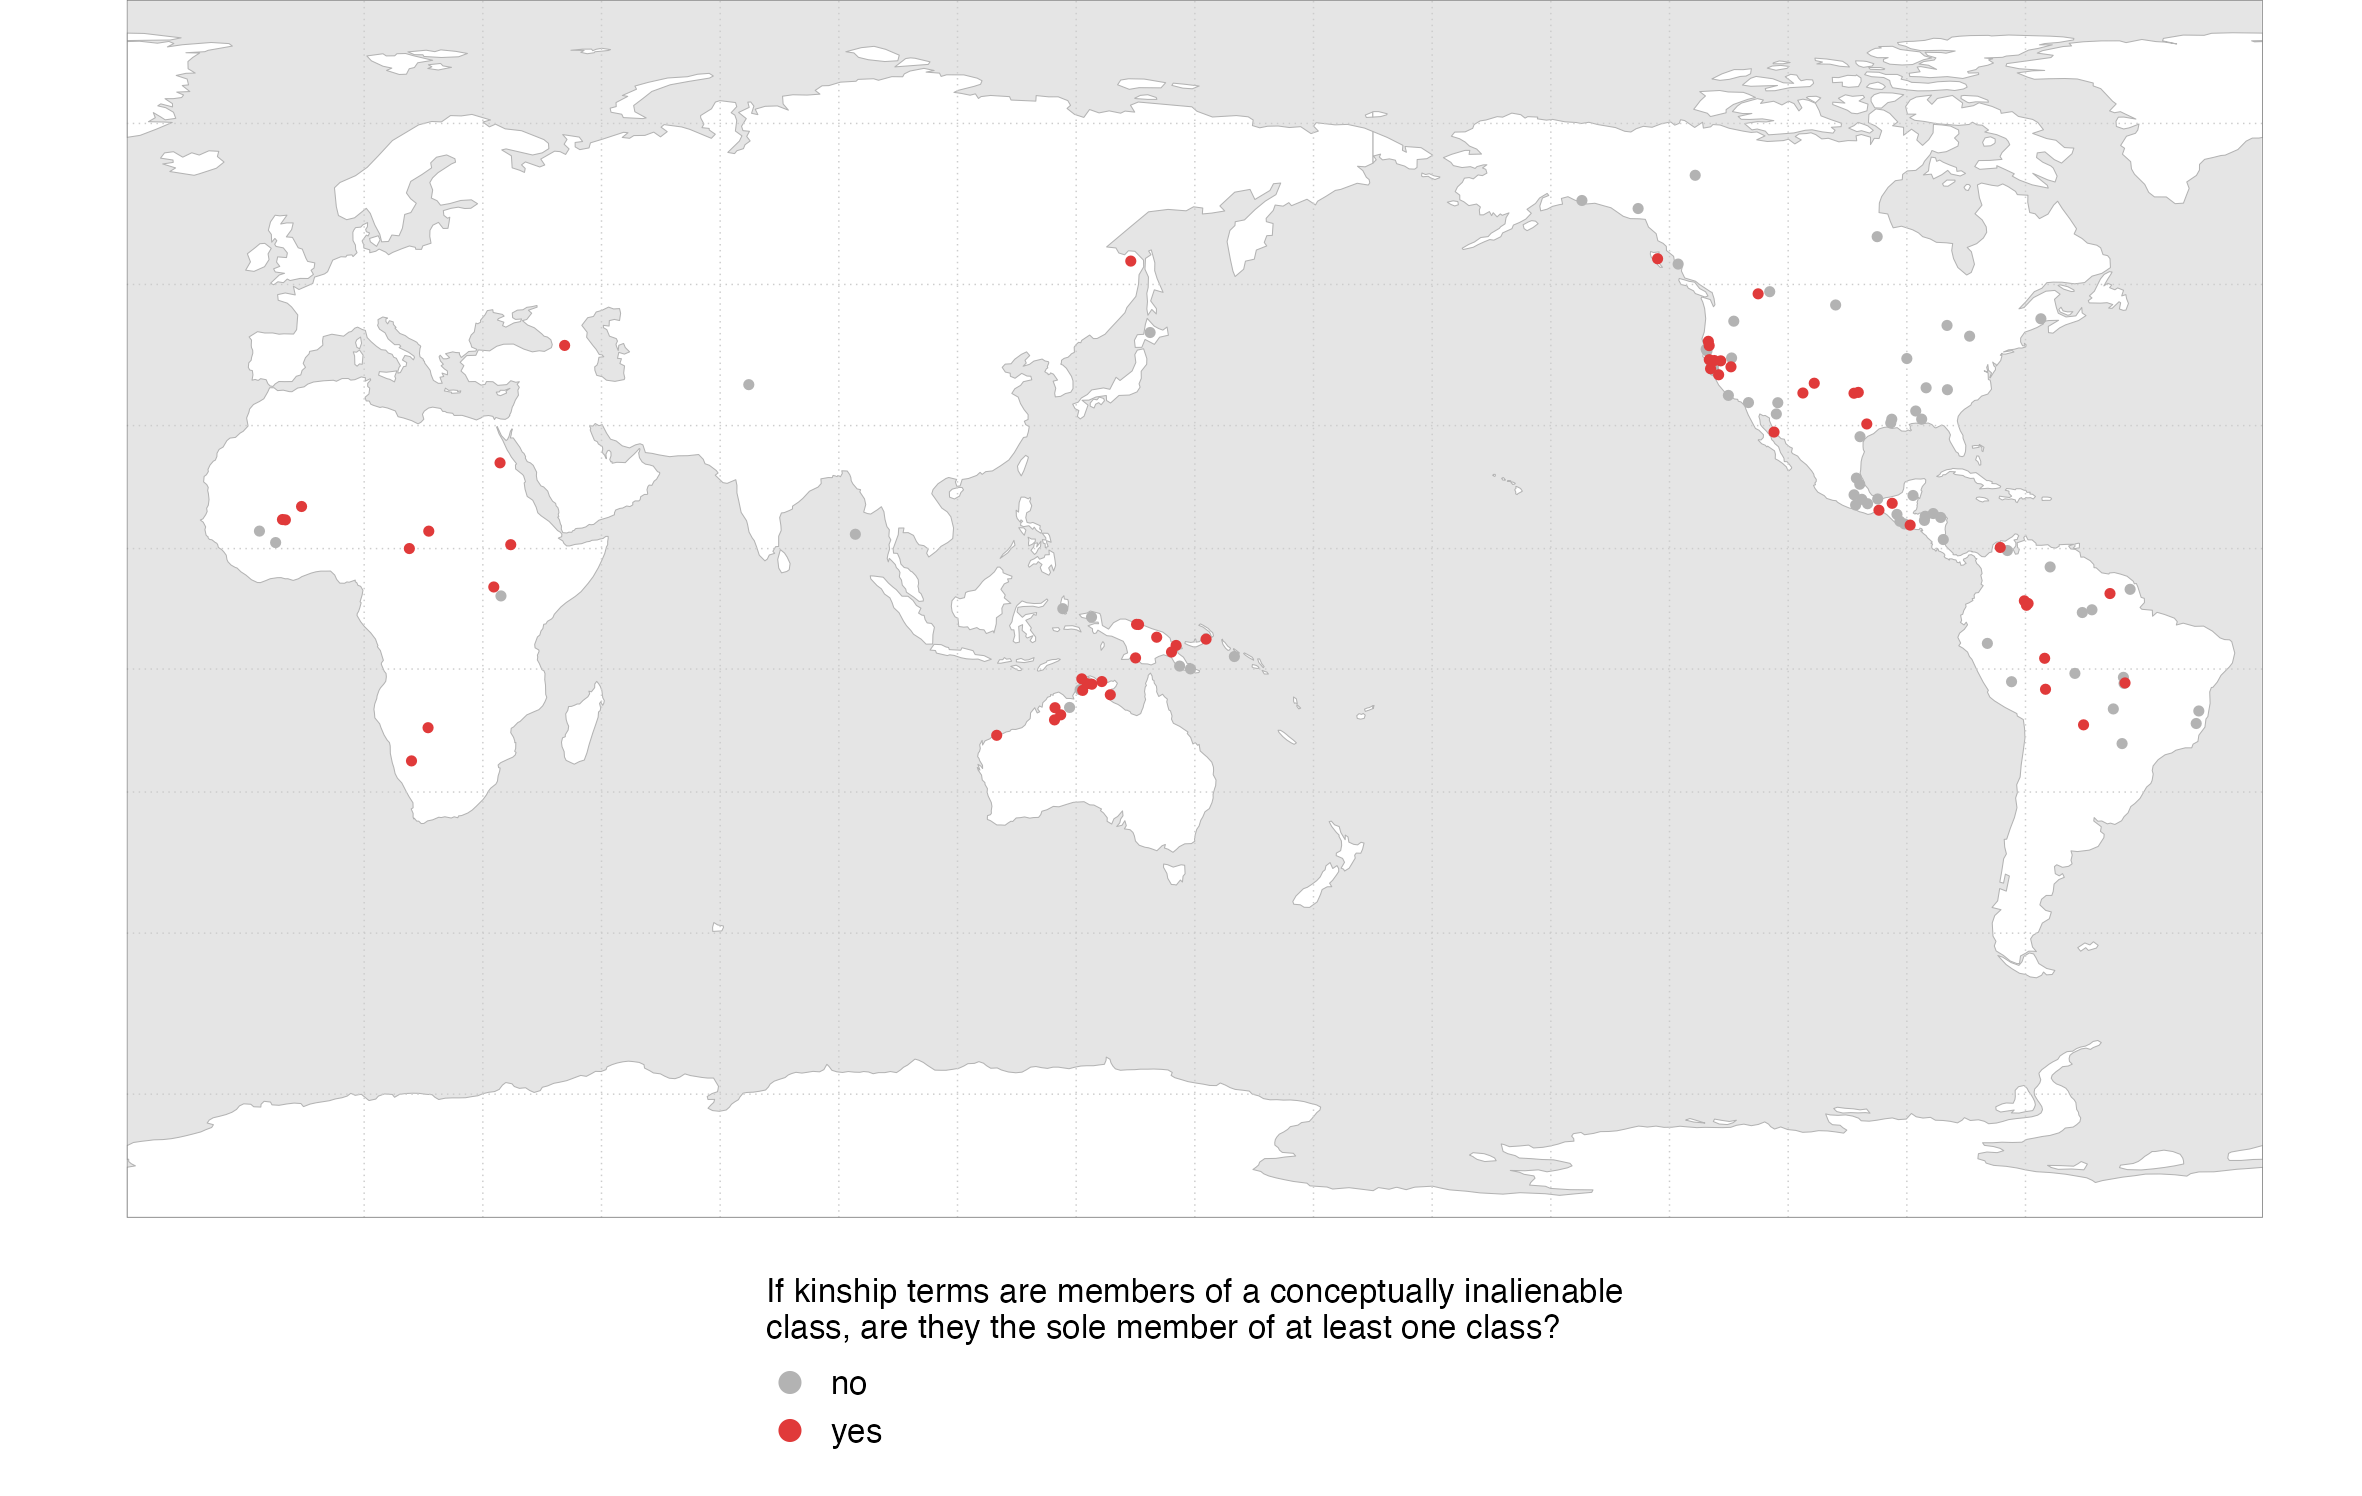 If kinship terms are members of a conceptually inalienable
class, are they the sole member of at least one class?
no
yes